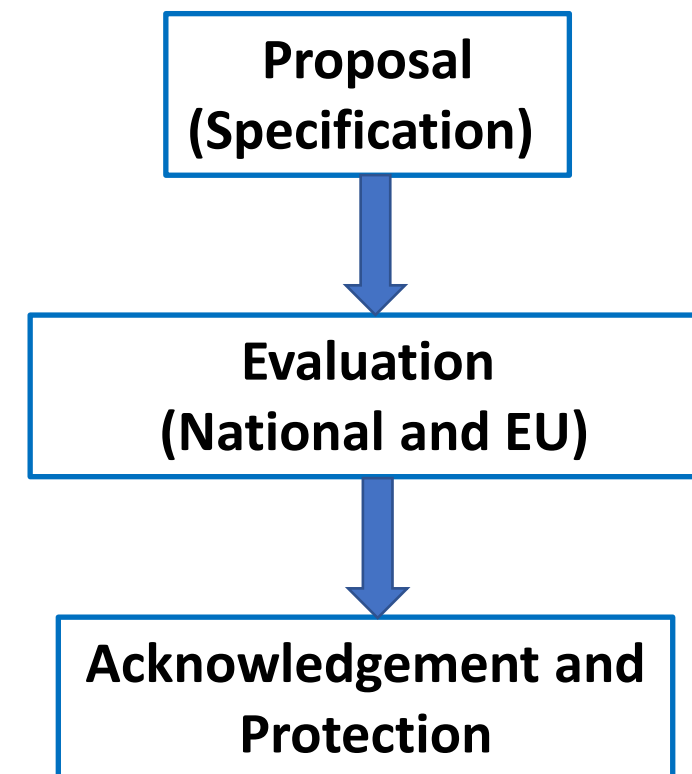 Proposal
(Specification)
Evaluation
(National and EU)
Acknowledgement and
Protection